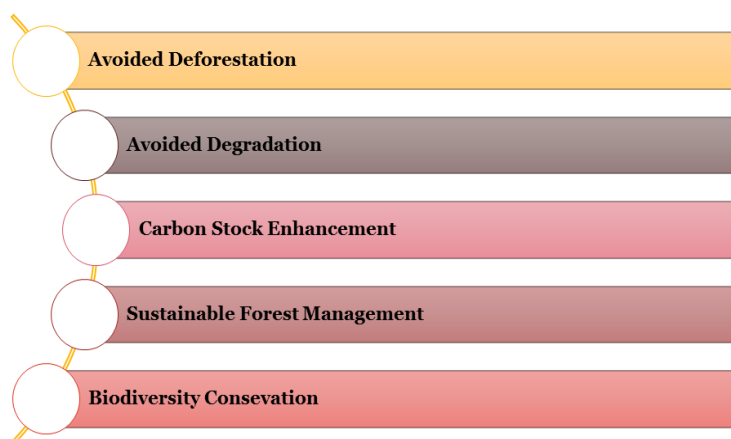 Avoided Deforestation
Avoided Degradation
Carbon Stock Enhancement
Sustainable Forest Management
Biodiversity Consevation